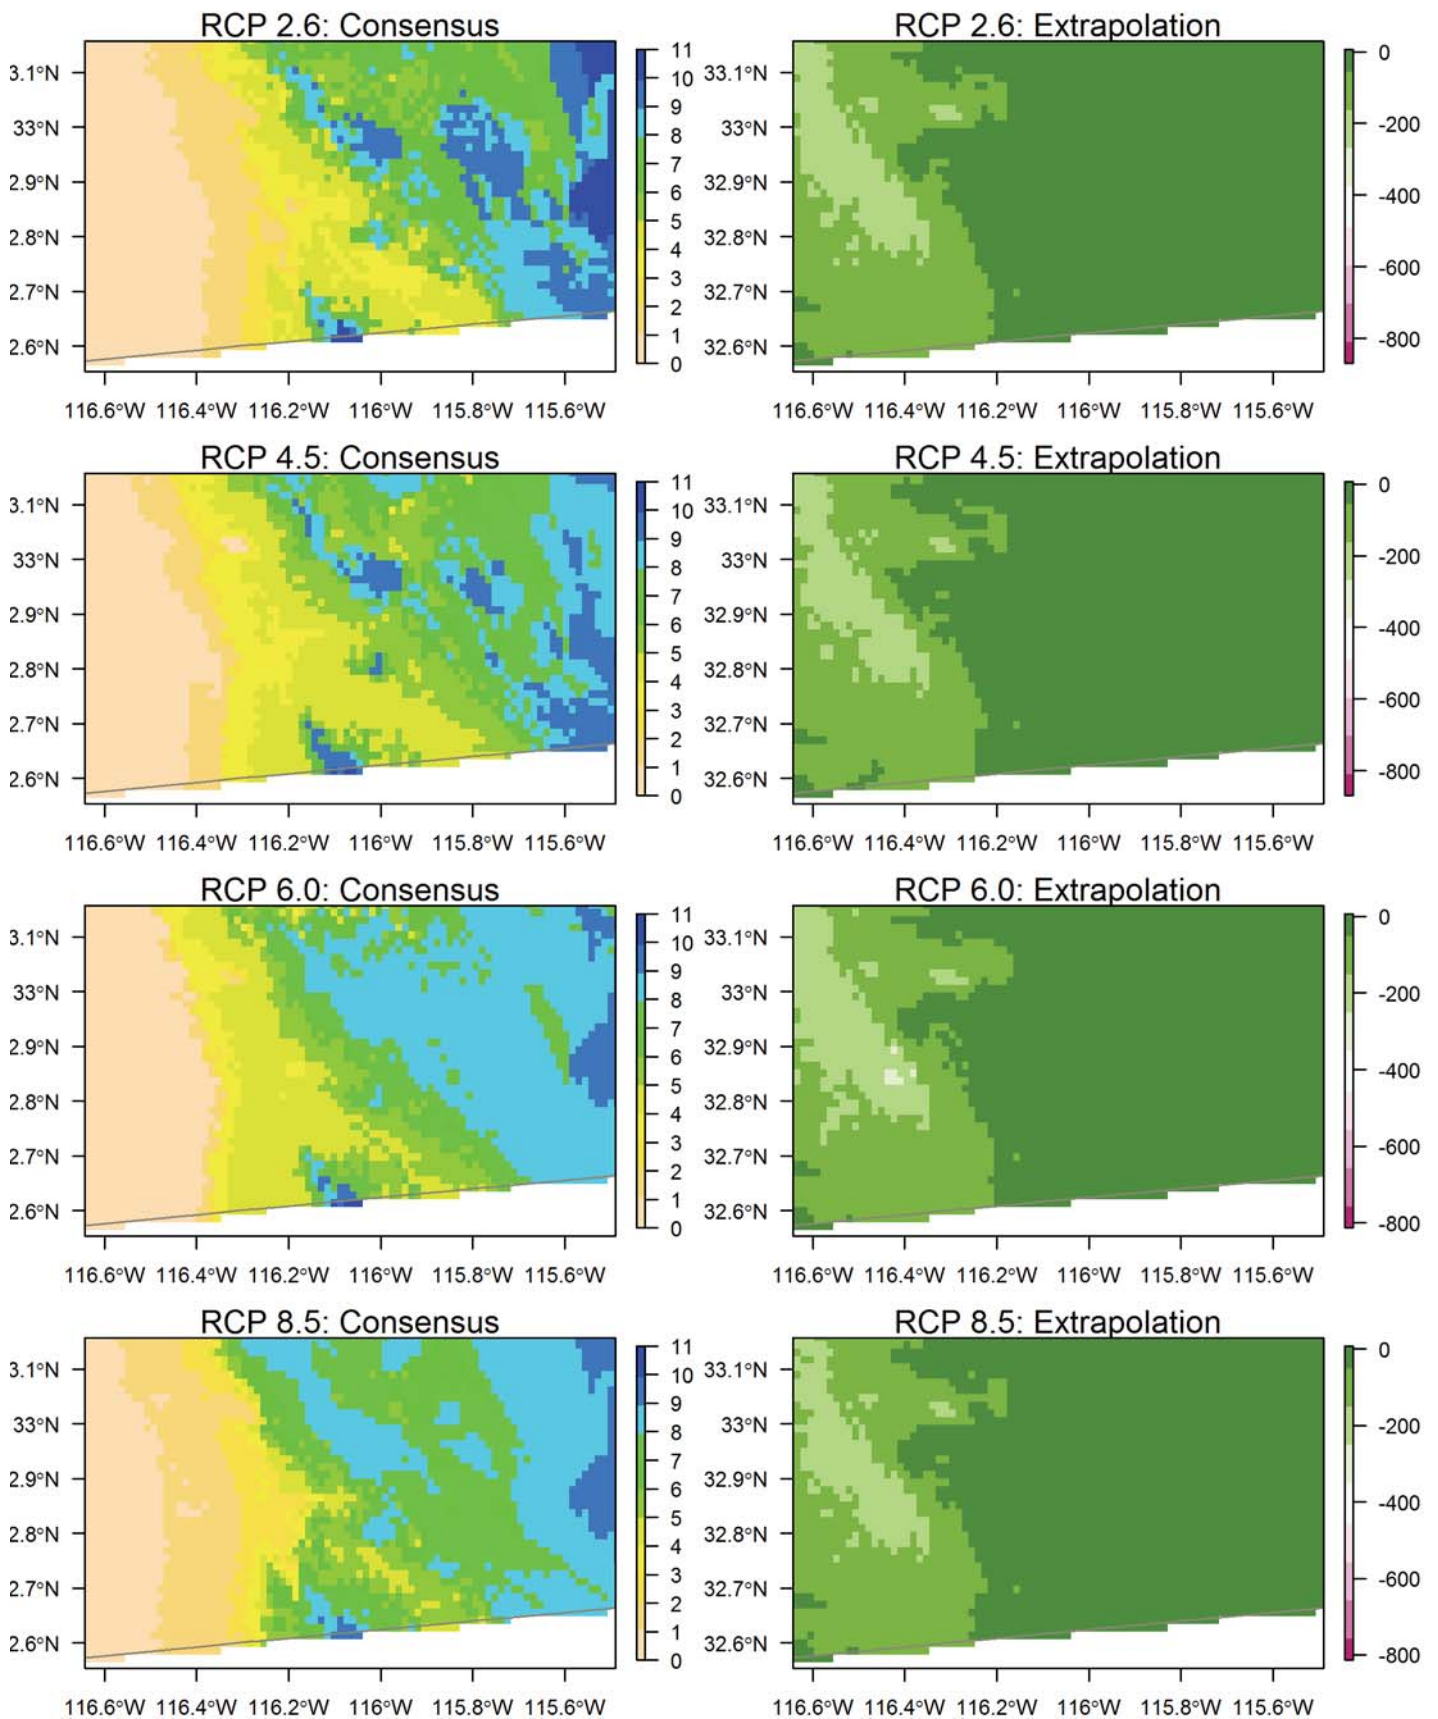 RCP 2.6: Consensus
3.1°N
33°N
2.9°N
2.8°N
2.7°N
2.6°N
116.6°W 116.4°W 116.2°W 116°W 115.8°W 115.6°W
11
10
9
8
7
6
5
4
3
2
1
0
RCP 2.6: Extrapolation
33.1°N
33°N
32.9°N
32.8°N
32.7°N
32.6°N
116.6°W 116.4°W 116.2°W 116°W 115.8°W 115.6°W
0
-200
-400
-600
-800
RCP 4.5: Consensus
3.1°N
33°N
2.9°N
2.8°N
2.7°N
2.6°N
116.6°W 116.4°W 116.2°W 116°W 115.8°W 115.6°W
11
10
9
8
7
6
5
4
3
2
1
0
RCP 4.5: Extrapolation
33.1°N
33°N
32.9°N
32.8°N
32.7°N
32.6°N
116.6°W 116.4°W 116.2°W 116°W 115.8°W 115.6°W
0
-200
-400
-600
-800
RCP 6.0: Consensus
3.1°N
33°N
2.9°N
2.8°N
2.7°N
2.6°N
116.6°W 116.4°W 116.2°W 116°W 115.8°W 115.6°W
11
10
9
8
7
6
5
4
3
2
1
0
RCP 6.0: Extrapolation
33.1°N
33°N
32.9°N
32.8°N
32.7°N
32.6°N
116.6°W 116.4°W 116.2°W 116°W 115.8°W 115.6°W
0
-200
-400
-600
-800
RCP 8.5: Consensus
3.1°N
33°N
2.9°N
2.8°N
2.7°N
2.6°N
116.6°W 116.4°W 116.2°W 116°W 115.8°W 115.6°W
11
10
9
8
7
6
5
4
3
2
1
0
RCP 8.5: Extrapolation
33.1°N
33°N
32.9°N
32.8°N
32.7°N
32.6°N
116.6°W 116.4°W 116.2°W 116°W 115.8°W 115.6°W
0
-200
-400
-600
-800